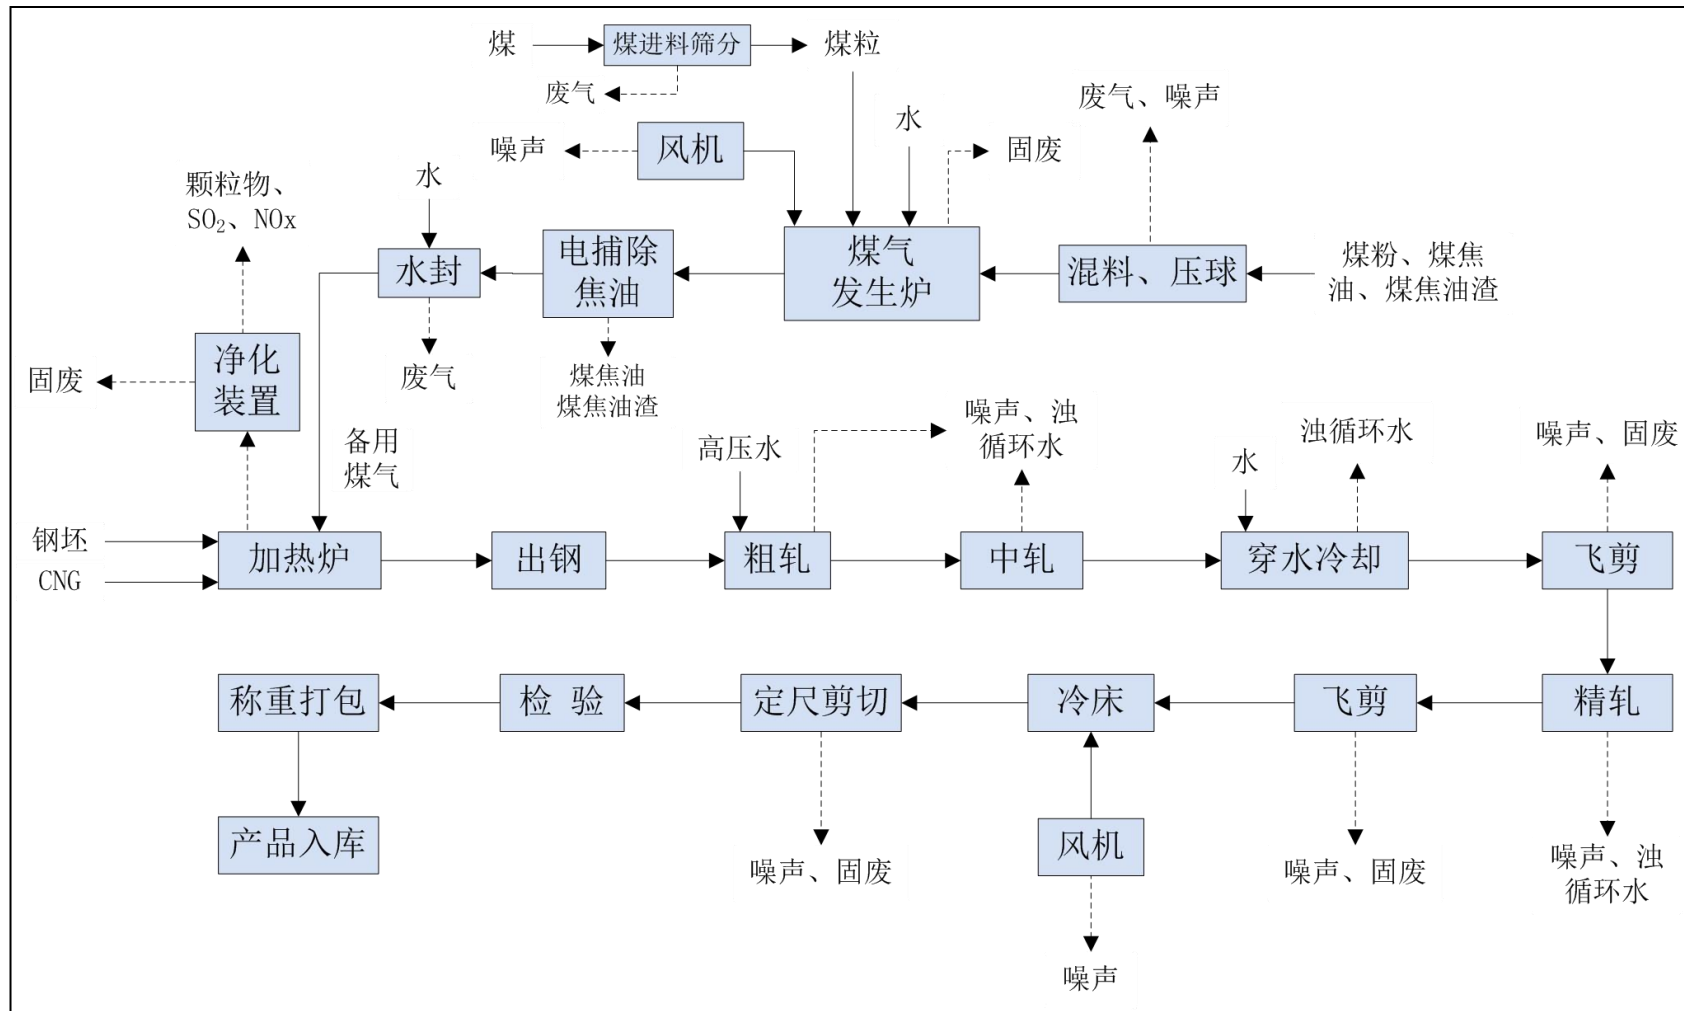 煤
煤进料筛分
煤粒
废气
废气、噪声
水
噪声
风机
固废
颗粒物、
SO₂、NOx
水
水封
电捕除
焦油
煤气
发生炉
混料、压球
煤粉、煤焦
油、煤焦油渣
固废
净化
装置
废气
煤焦油
煤焦油渣
备用
煤气
高压水
噪声、浊
循环水
水
浊循环水
噪声、固废
钢坯
CNG
加热炉
出钢
粗轧
中轧
穿水冷却
飞剪
称重打包
检 验
定尺剪切
冷床
飞剪
精轧
产品入库
噪声、固废
风机
噪声、固废
噪声、浊
循环水
噪声